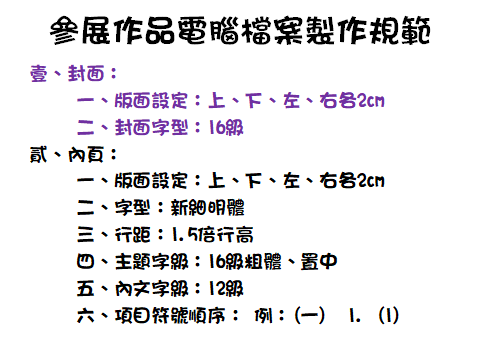 參展作品電腦檔案製作規範
壹、封面：
一、版面設定：上、下、左、右各2cm
二、封面字型：16級
貳、內頁：
一、版面設定：上、下、左、右各2cm
二、字型：新細明體
三、行距：1.5倍行高
四、主題字級：16級粗體、置中
五、內文字級：12級
六、項目符號順序： 例：(一) 1. (1)